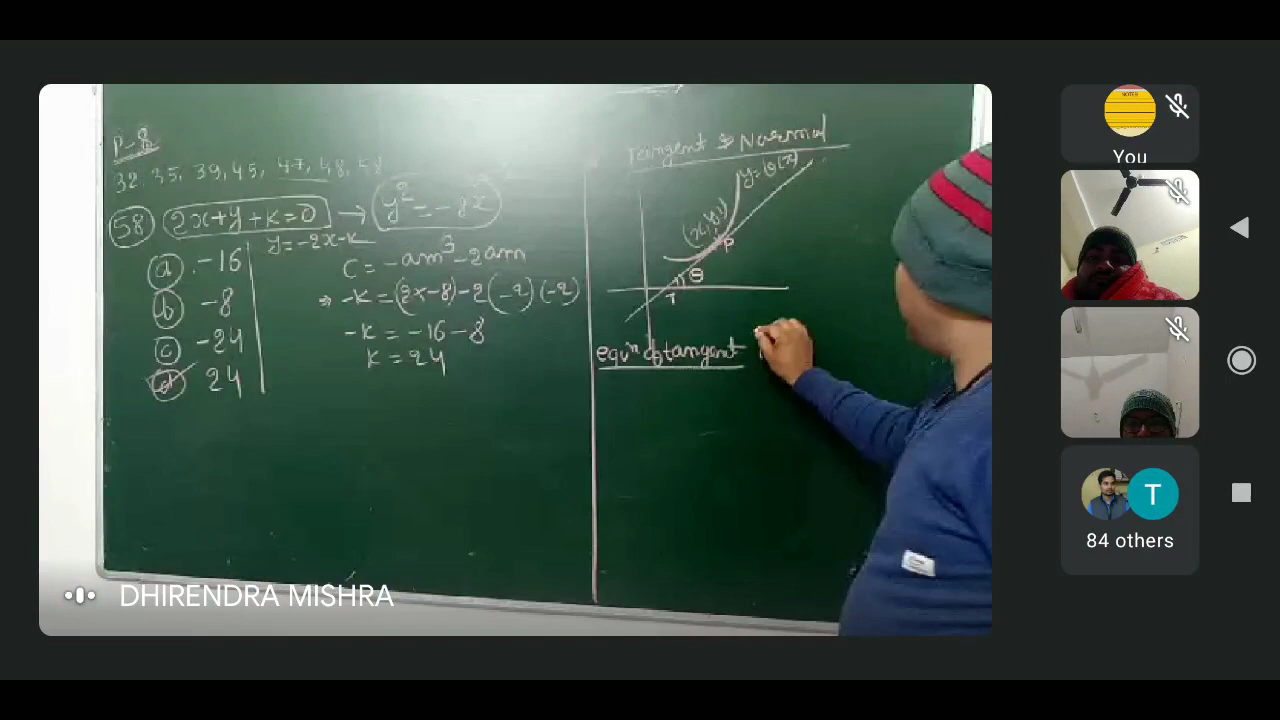 P-8
32, 35, 39, 45, 47, 48, 58
58 2x+y+k=0 → y²=-8x
y=-2x-k
a -16
b -8
c -24
d 24
C = -am³-2am
⇒ -k = (2x-8)-2(-2)(-2)
-k = -16-8
k = 24
Tangent & Normal
y=
(x₁,y₁)
P
θ
T
equⁿ of tangent
DHIRENDRA MISHRA
NOTES
You
T
84 others